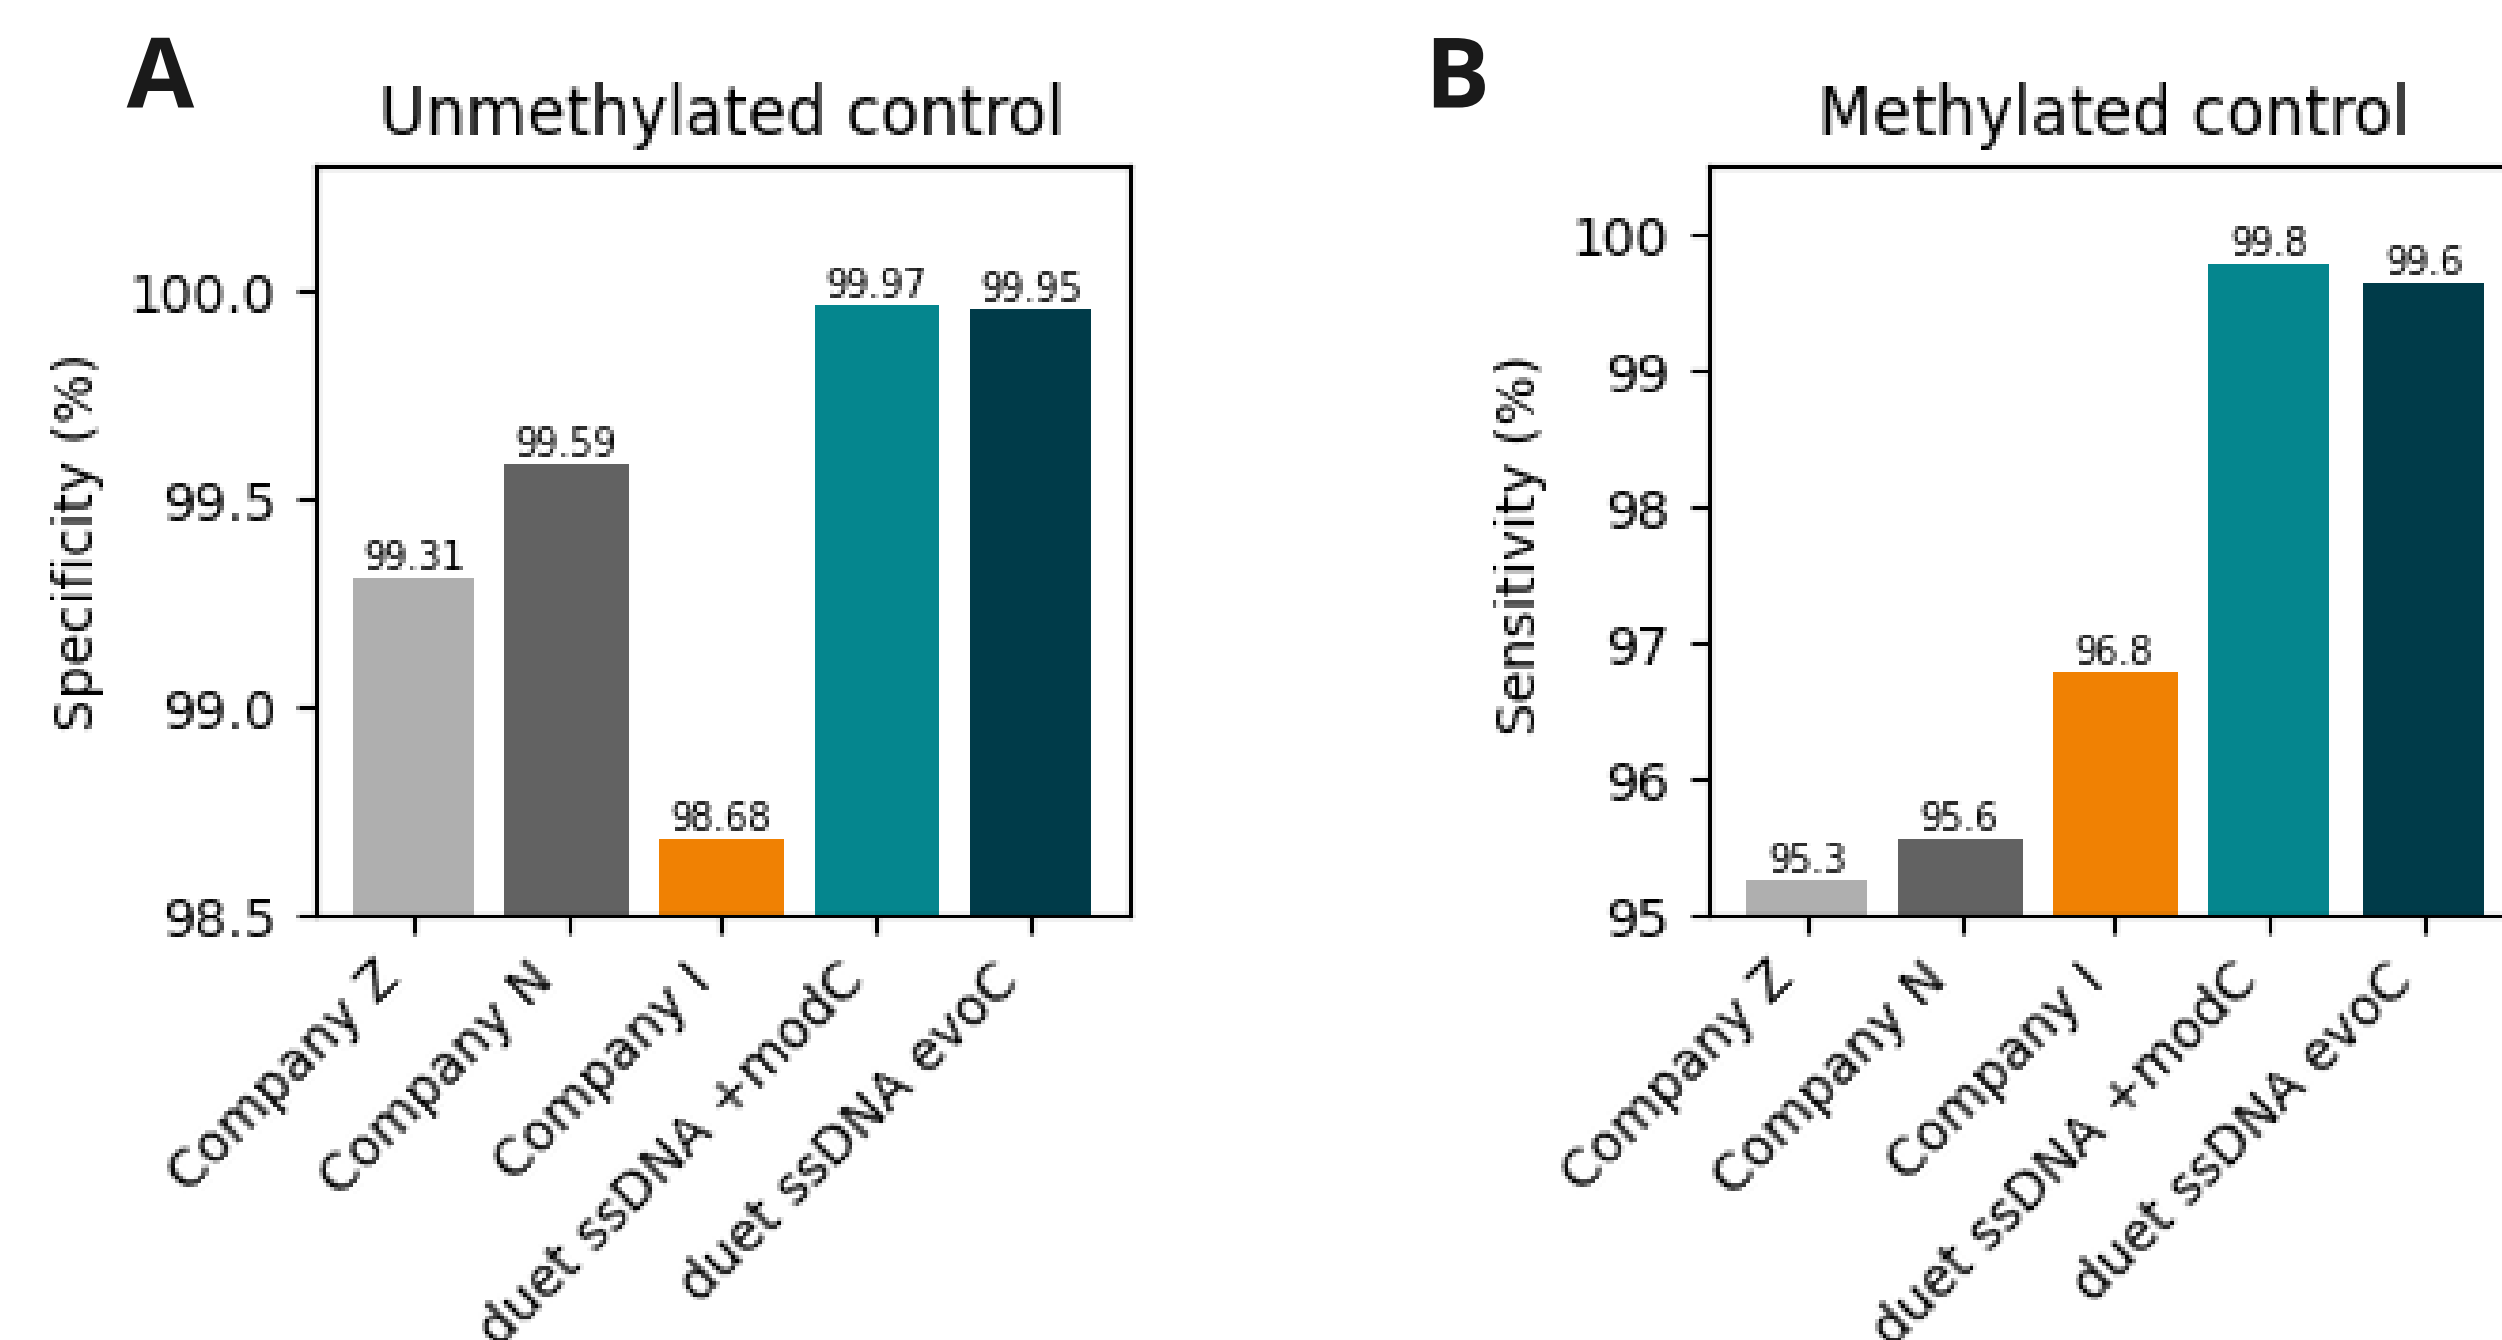 A
Unmethylated control
Specificity (%)
100.0
99.5
99.0
98.5
99.31
99.59
98.68
99.97
99.95
Company Z
Company N
Company I
duet ssDNA +modC
duet ssDNA evoC
B
Methylated control
Sensitivity (%)
100
99
98
97
96
95
95.3
95.6
96.8
99.8
99.6
Company Z
Company N
Company I
duet ssDNA +modC
duet ssDNA evoC